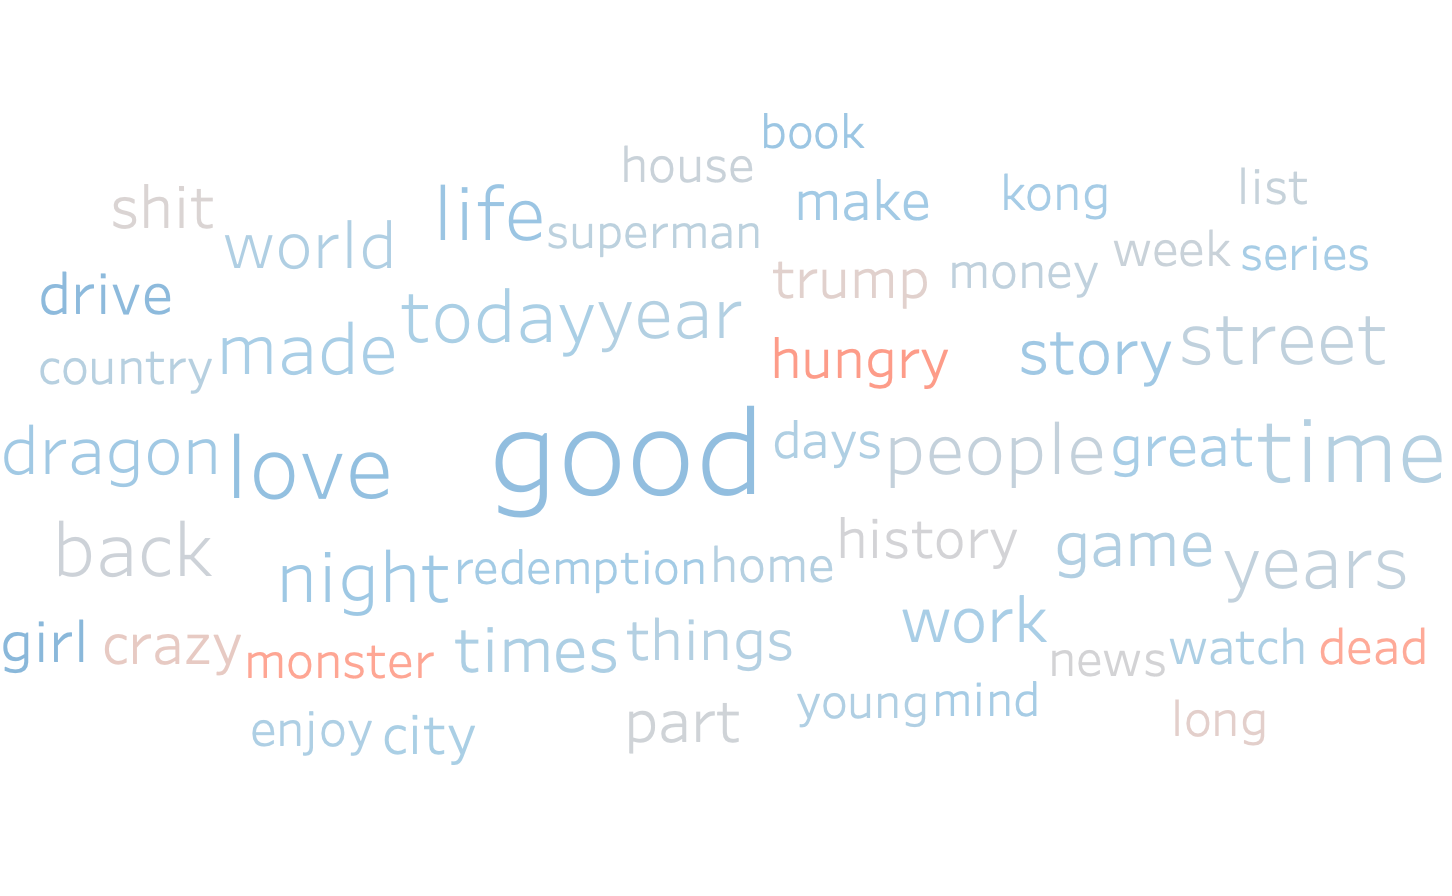 book
house
shit life make kong list
world superman
drive trump money week series
today year
country made hungry story street
dragon love good days people great time
back history game years
night redemption home
girl crazy monster times things work news watch dead
enjoy city part young mind long